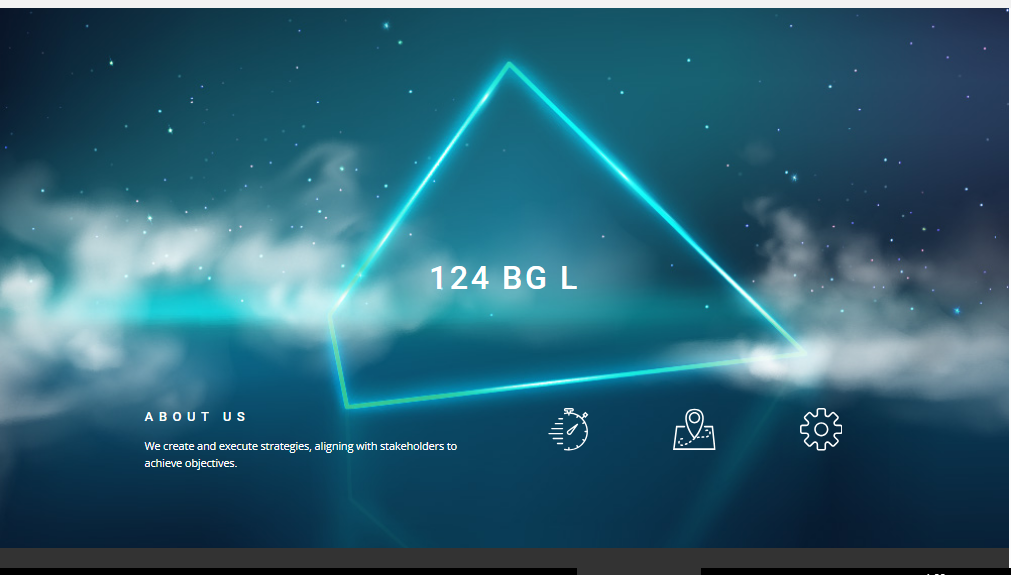 124 BG L
ABOUT US
We create and execute strategies, aligning with stakeholders to
achieve objectives.